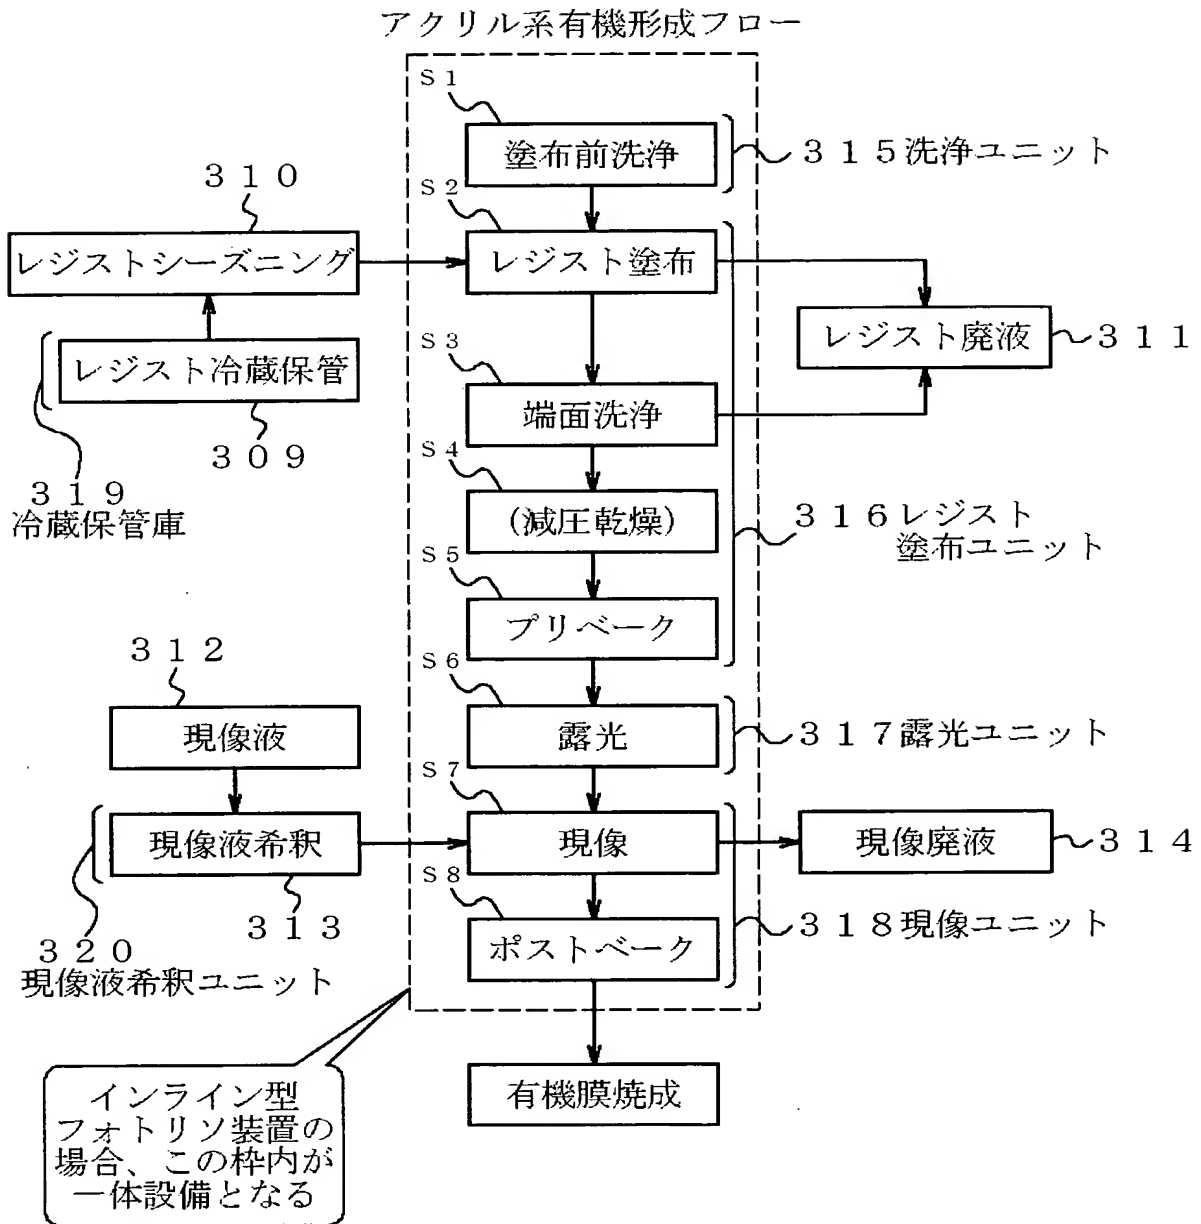 アクリル系有機形成フロー
Ｓ１
塗布前洗浄
３１５洗浄ユニット
３１０
Ｓ２
レジストシーズニング
レジスト塗布
レジスト廃液
３１１
レジスト冷蔵保管
Ｓ３
端面洗浄
３０９
３１９
冷蔵保管庫
Ｓ４
(減圧乾燥)
３１６レジスト
塗布ユニット
Ｓ５
プリベーク
３１２
Ｓ６
現像液
露光
３１７露光ユニット
Ｓ７
現像液希釈
現像
現像廃液
３１４
Ｓ８
３１３
３２０
現像液希釈ユニット
ポストベーク
３１８現像ユニット
有機膜焼成
インライン型
フォトリソ装置の
場合、この枠内が
一体設備となる